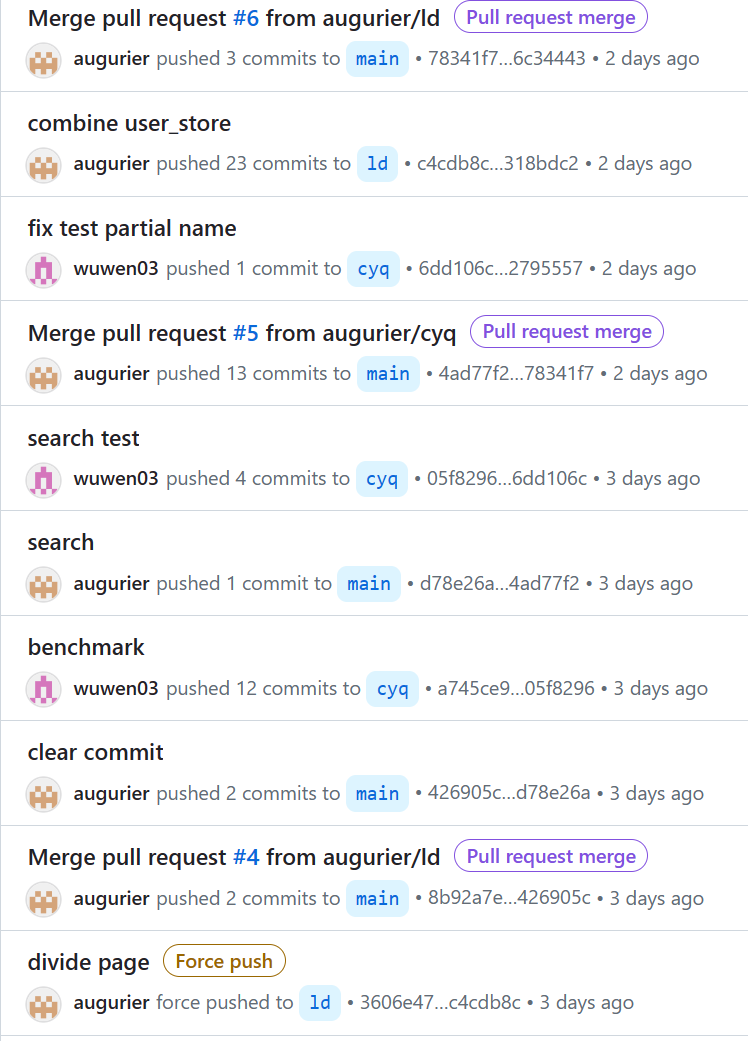 Merge pull request #6 from augurier/ld Pull request merge
augurier pushed 3 commits to main • 78341f7...6c34443 • 2 days ago
combine user_store
augurier pushed 23 commits to ld • c4cdb8c...318bdc2 • 2 days ago
fix test partial name
wuwen03 pushed 1 commit to cyq • 6dd106c...2795557 • 2 days ago
Merge pull request #5 from augurier/cyq Pull request merge
augurier pushed 13 commits to main • 4ad77f2...78341f7 • 2 days ago
search test
wuwen03 pushed 4 commits to cyq • 05f8296...6dd106c • 3 days ago
search
augurier pushed 1 commit to main • d78e26a...4ad77f2 • 3 days ago
benchmark
wuwen03 pushed 12 commits to cyq • a745ce9...05f8296 • 3 days ago
clear commit
augurier pushed 2 commits to main • 426905c...d78e26a • 3 days ago
Merge pull request #4 from augurier/ld Pull request merge
augurier pushed 2 commits to main • 8b92a7e...426905c • 3 days ago
divide page Force push
augurier force pushed to ld • 3606e47...c4cdb8c • 3 days ago